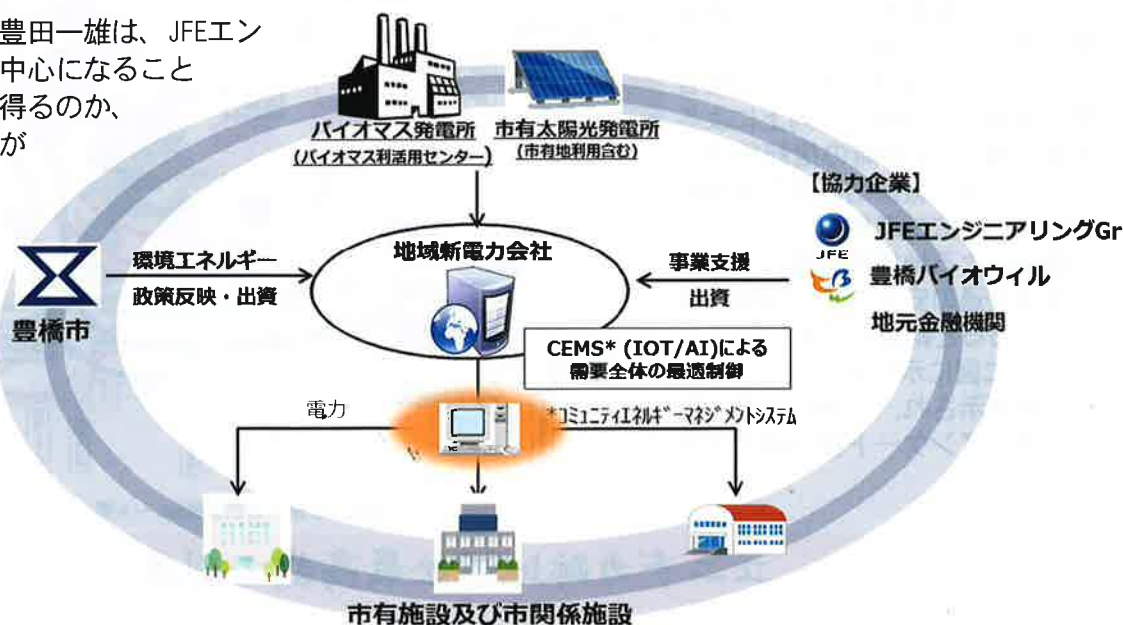 豊田一雄は、JFEエン
中心になること
得るのか、
が
バイオマス発電所
(バイオマス利活用センター)
市有太陽光発電所
(市有地利用含む)
【協力企業】
JFE
JFEエンジニアリングGr
豊橋バイオウィル
地元金融機関
豊橋市
環境エネルギー
政策反映・出資
地域新電力会社
事業支援
出資
CEMS* (IOT/AI)による
需要全体の最適制御
電力
*コミュニティエネルギーマネジメントシステム
市有施設及び市関係施設